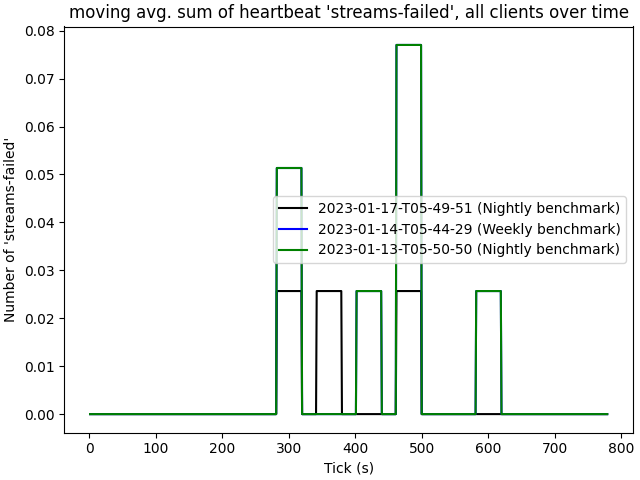 moving avg. sum of heartbeat 'streams-failed', all clients over time
Number of 'streams-failed'
0.08
0.07
0.06
0.05
0.04
0.03
0.02
0.01
0.00
2023-01-17-T05-49-51 (Nightly benchmark)
2023-01-14-T05-44-29 (Weekly benchmark)
2023-01-13-T05-50-50 (Nightly benchmark)
0 100 200 300 400 500 600 700 800
Tick (s)